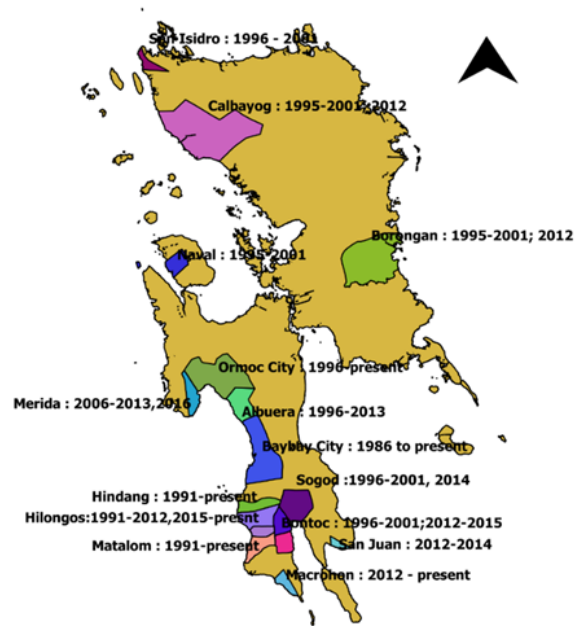 San Isidro : 1996 - 2001
Calbayog : 1995-2001; 2012
Borongan : 1995-2001; 2012
Naval : 1995-2001
Ormoc City : 1996-present
Merida : 2006-2013,2016
Albuera : 1996-2013
Baybay City : 1986 to present
Sogod :1996-2001, 2014
Hindang : 1991-present
Hilongos:1991-2012,2015-presnt
Bontoc : 1996-2001;2012-2015
Matalom : 1991-present
San Juan : 2012-2014
Macrohon : 2012 - present